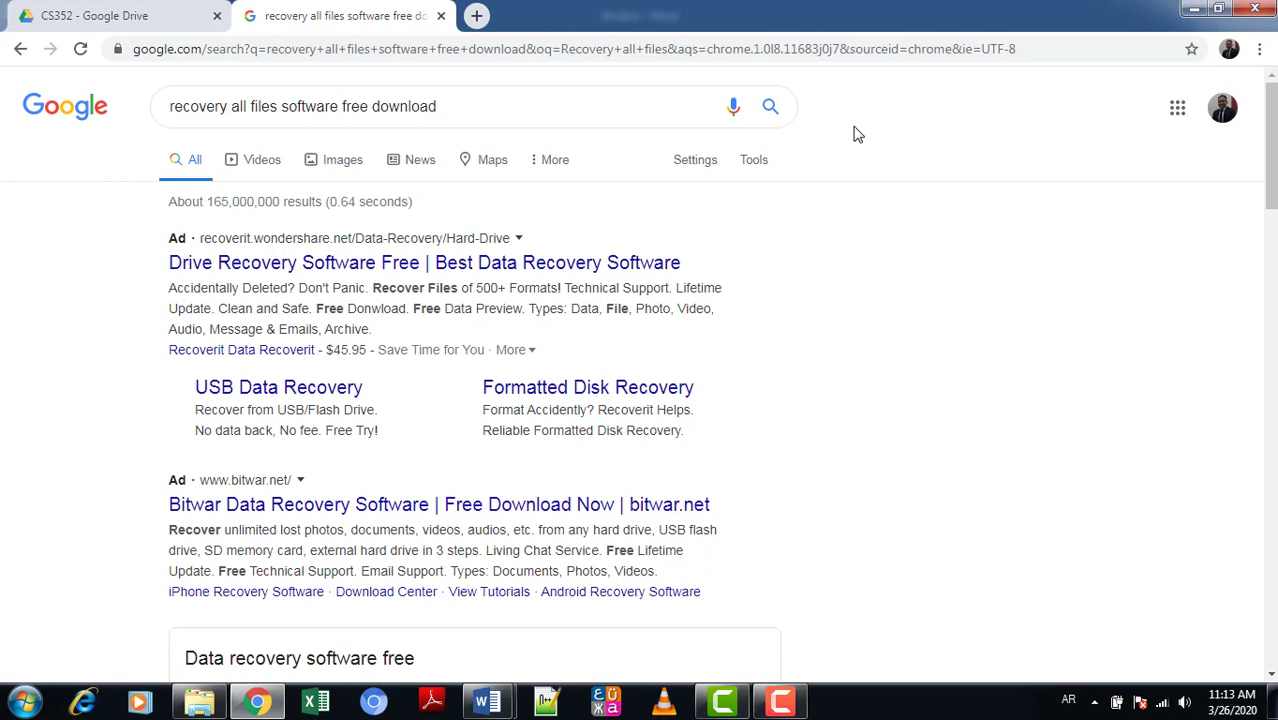 CS352 - Google Drive
recovery all files software free do
google.com/search?q=recovery+all+files+software+free+download&oq=Recovery+all+files&aqs=chrome.1.0l8.11683j0j7&sourceid=chrome&ie=UTF-8
Google
recovery all files software free download
All Videos Images News Maps More Settings Tools
About 165,000,000 results (0.64 seconds)
Ad · recoverit.wondershare.net/Data-Recovery/Hard-Drive
Drive Recovery Software Free | Best Data Recovery Software
Accidentally Deleted? Don't Panic. Recover Files of 500+ Formats! Technical Support. Lifetime
Update. Clean and Safe. Free Donwload. Free Data Preview. Types: Data, File, Photo, Video,
Audio, Message & Emails, Archive.
Recoverit Data Recoverit - $45.95 - Save Time for You · More
USB Data Recovery
Recover from USB/Flash Drive.
No data back, No fee. Free Try!
Formatted Disk Recovery
Format Accidently? Recoverit Helps.
Reliable Formatted Disk Recovery.
Ad · www.bitwar.net/
Bitwar Data Recovery Software | Free Download Now | bitwar.net
Recover unlimited lost photos, documents, videos, audios, etc. from any hard drive, USB flash
drive, SD memory card, external hard drive in 3 steps. Living Chat Service. Free Lifetime
Update. Free Technical Support. Email Support. Types: Documents, Photos, Videos.
iPhone Recovery Software · Download Center · View Tutorials · Android Recovery Software
Data recovery software free
AR
11:13 AM
3/26/2020